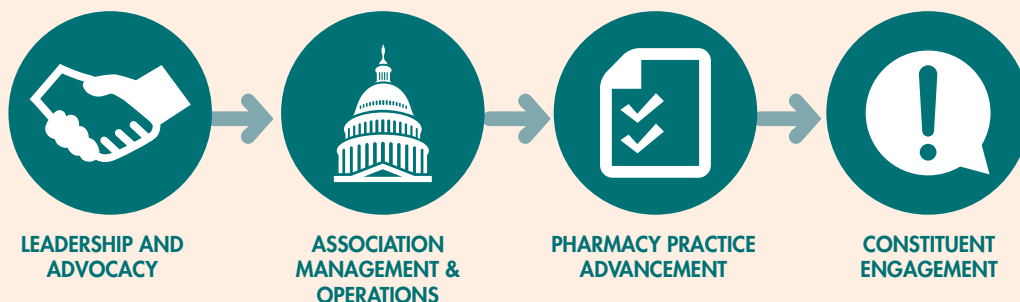 LEADERSHIP AND
ADVOCACY
ASSOCIATION
MANAGEMENT &
OPERATIONS
PHARMACY PRACTICE
ADVANCEMENT
CONSTITUENT
ENGAGEMENT